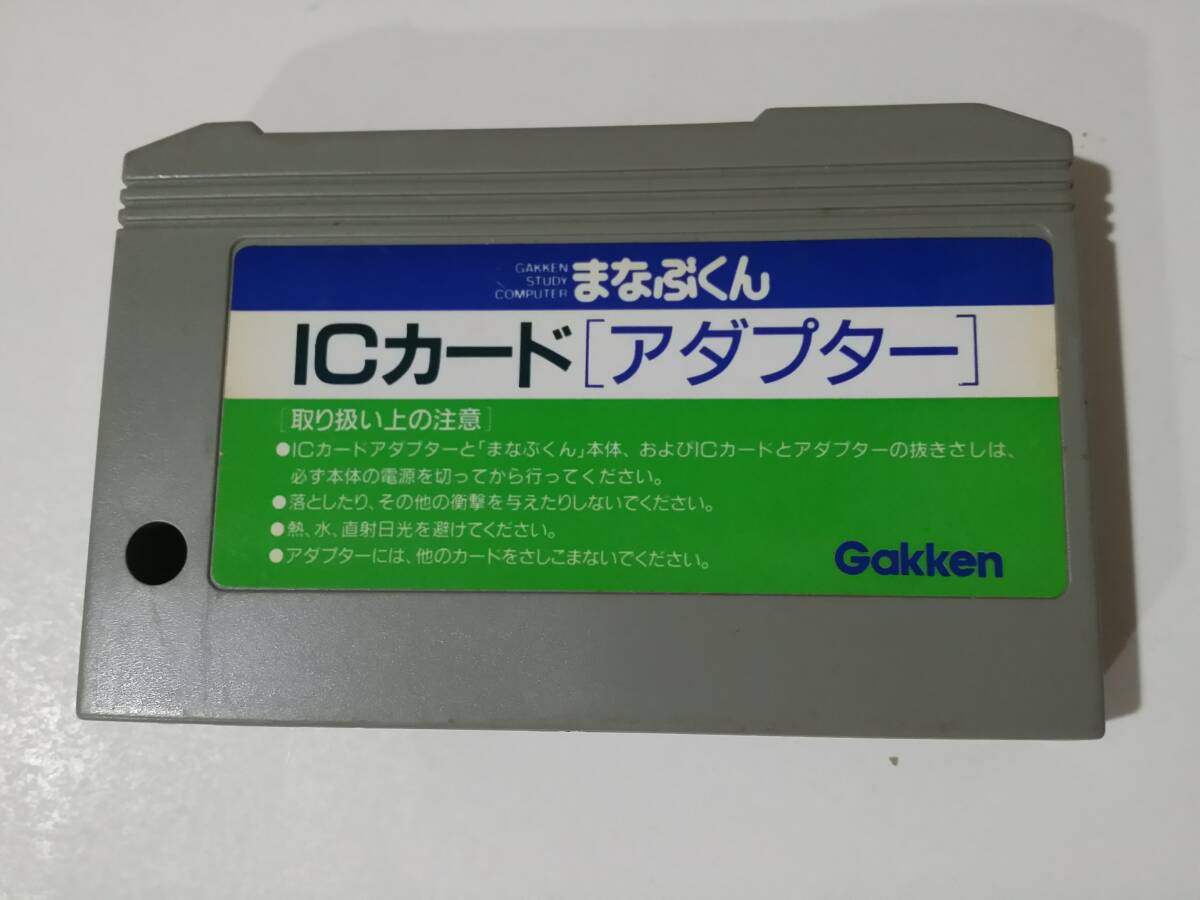 GAKKEN
STUDY
COMPUTER
まなぶくん
ICカード[アダプター]
[取り扱い上の注意]
●ICカードアダプターと「まなぶくん」本体、およびICカードとアダプターの抜きさしは、
必ず本体の電源を切ってから行ってください。
●落としたり、その他の衝撃を与えたりしないでください。
●熱、水、直射日光を避けてください。
●アダプターには、他のカードをさしこまないでください。
Gakken